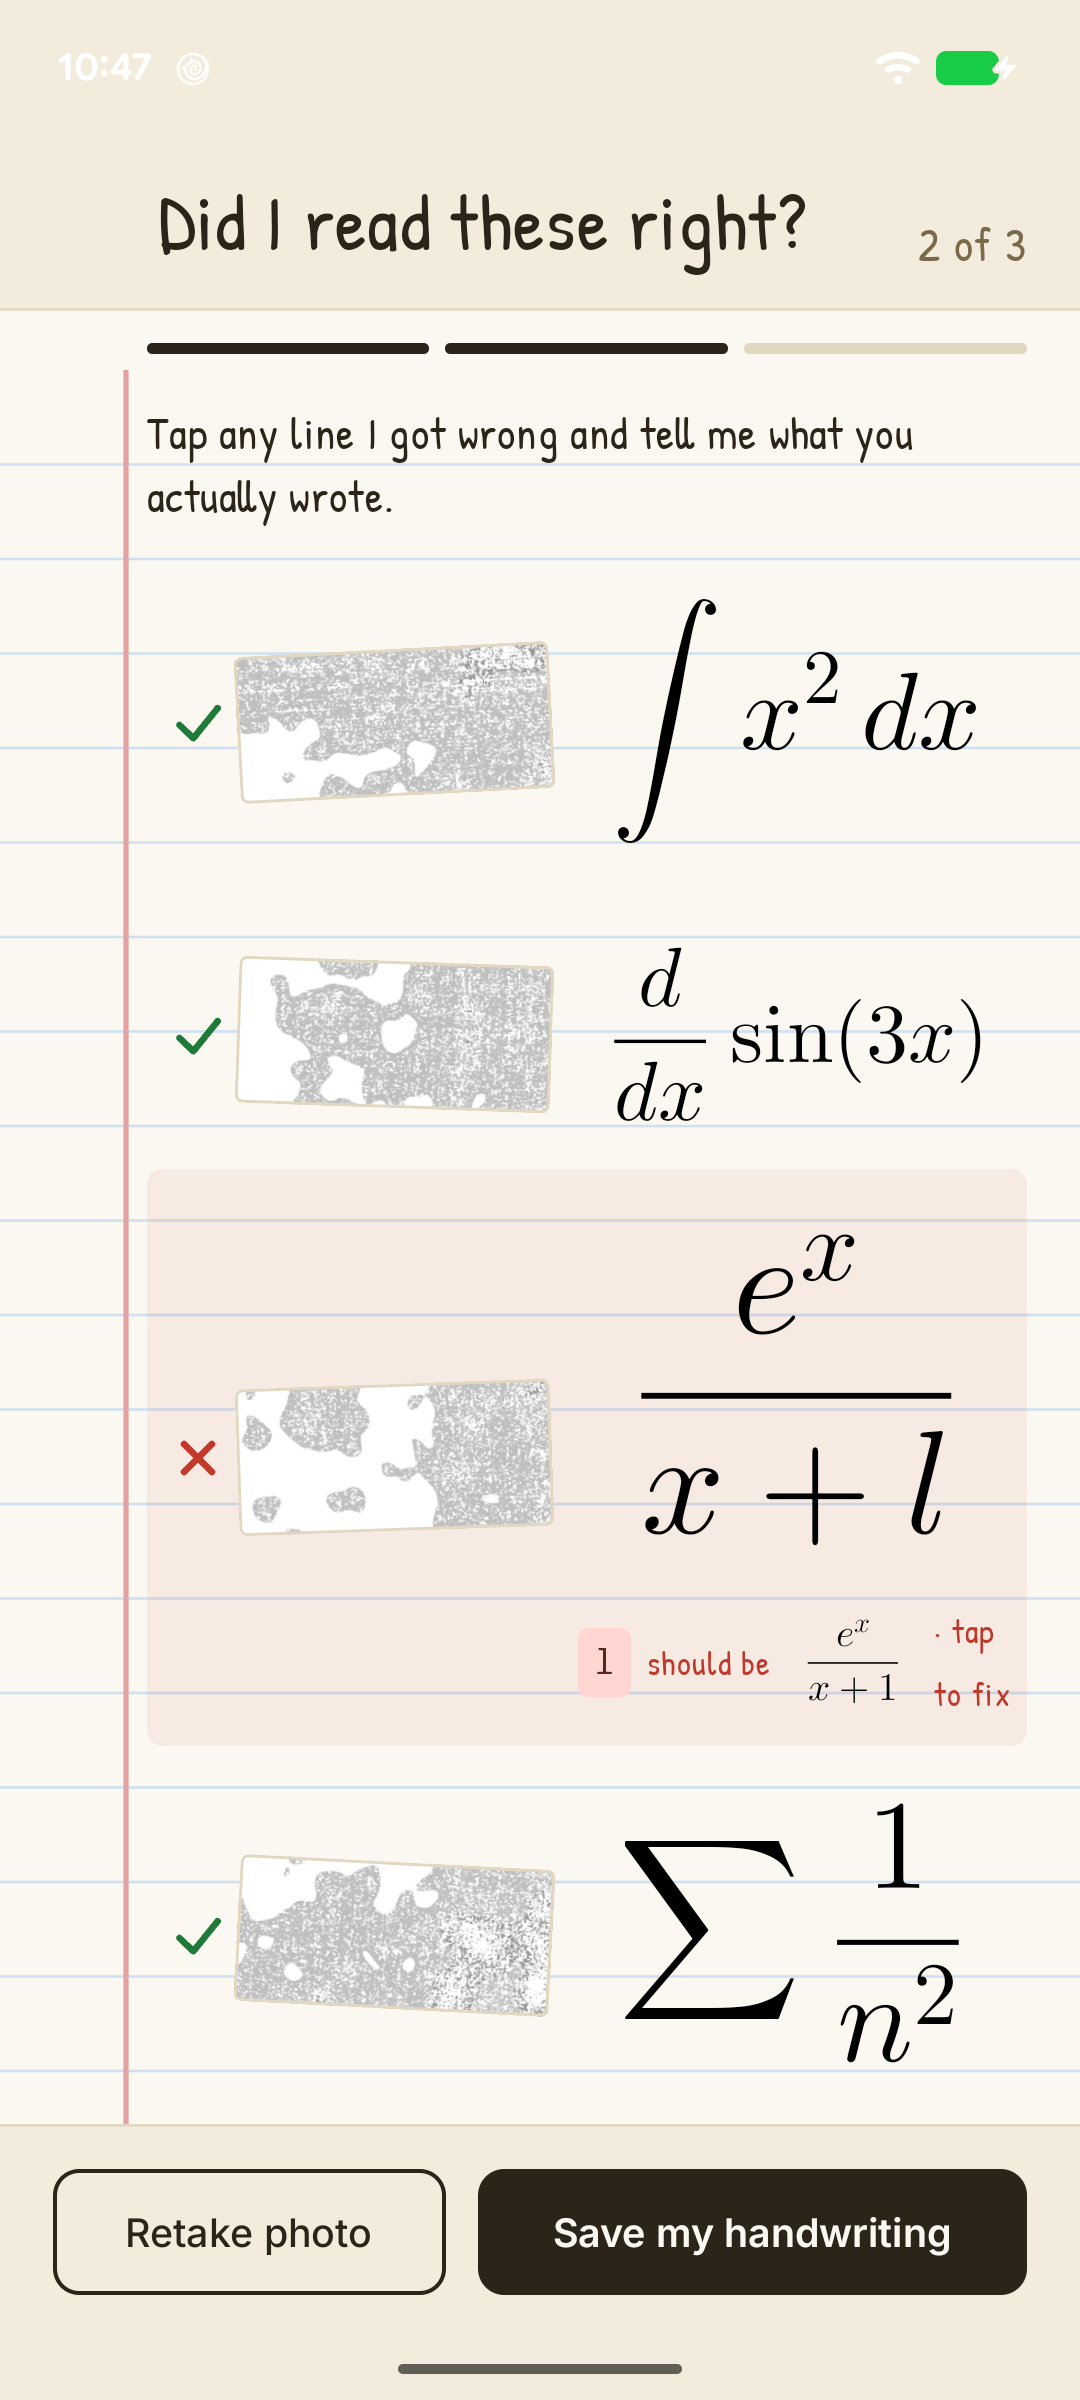 10:47
Did I read these right?
2 of 3
Tap any line I got wrong and tell me what you
actually wrote.
∫ x² dx
d/dx sin(3x)
eˣ/(x + l)
l should be eˣ/(x + 1) · tap
to fix
∑ 1/n²
Retake photo
Save my handwriting